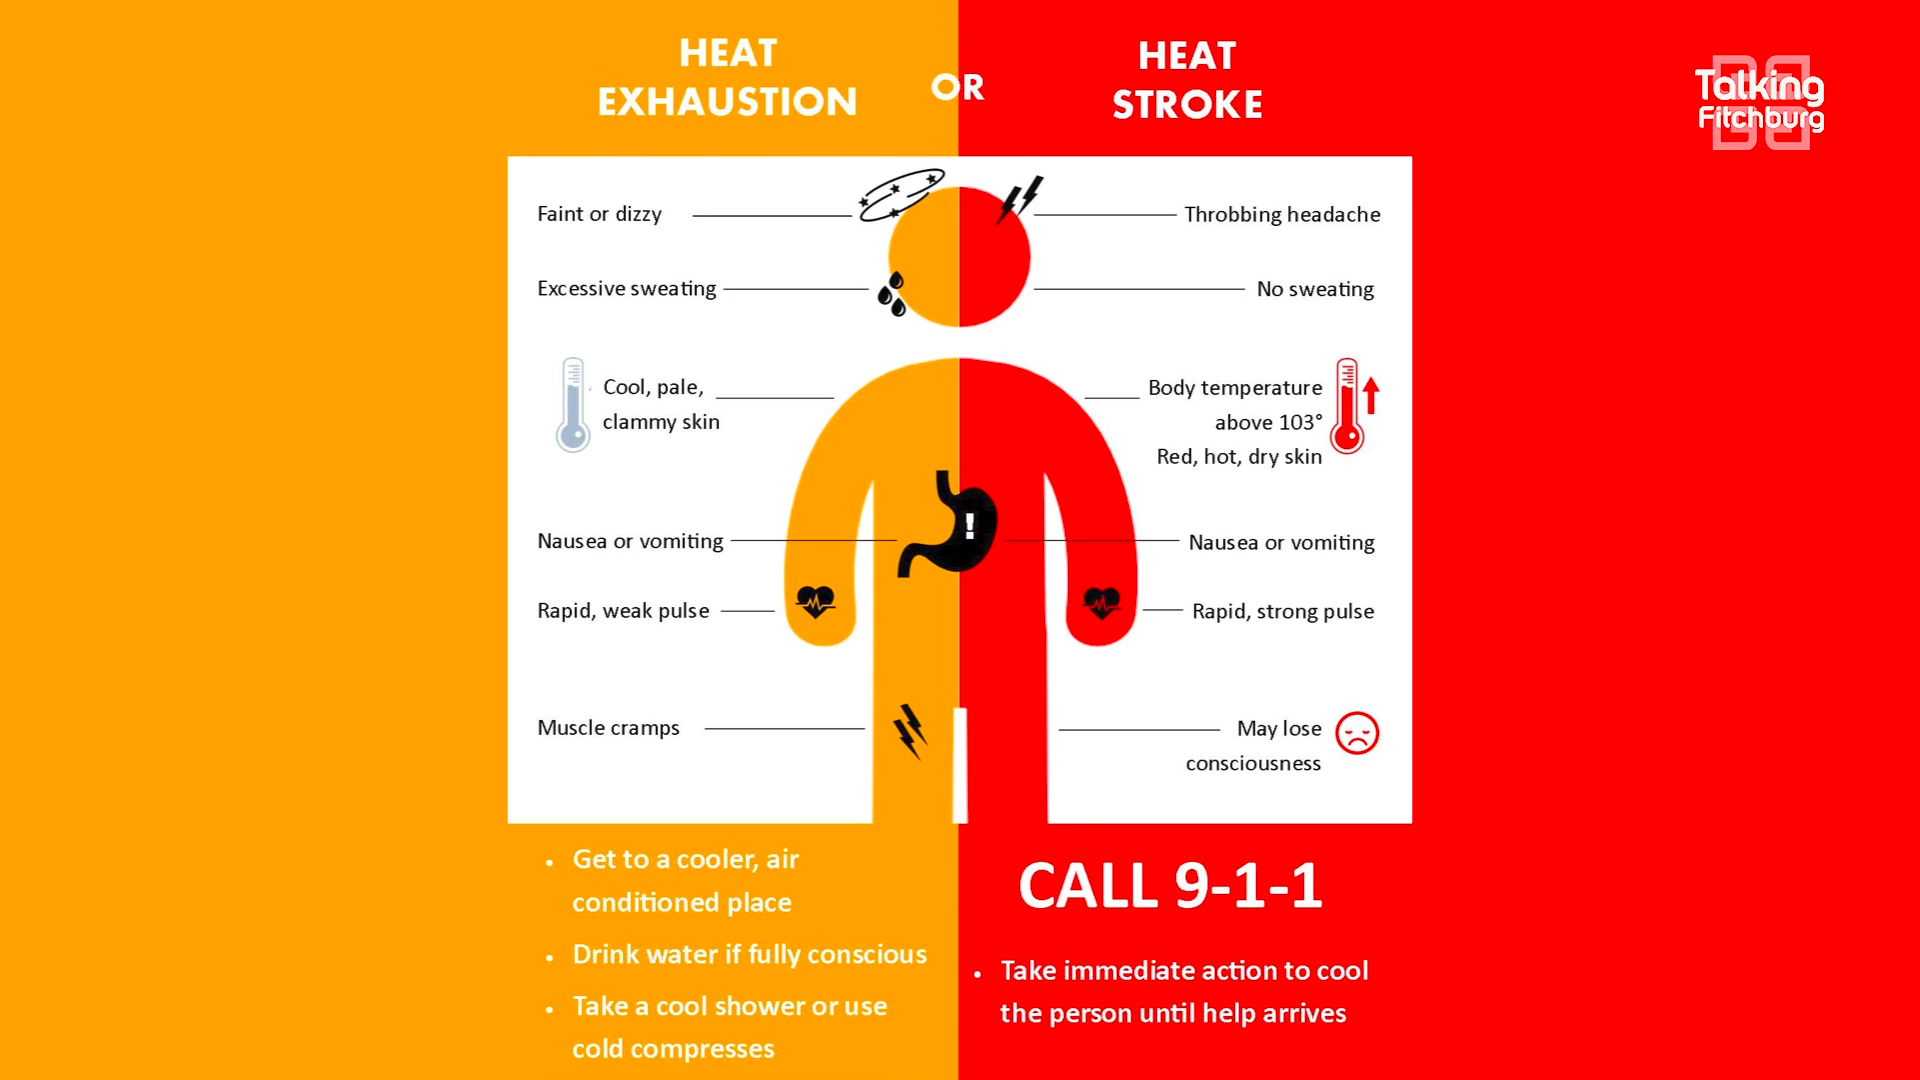 HEAT
EXHAUSTION
OR
HEAT
STROKE
Talking
Fitchburg
Faint or dizzy
Throbbing headache
Excessive sweating
No sweating
Cool, pale,
clammy skin
Body temperature
above 103°
Red, hot, dry skin
!
Nausea or vomiting
Nausea or vomiting
Rapid, weak pulse
Rapid, strong pulse
Muscle cramps
May lose
consciousness
• Get to a cooler, air
conditioned place
• Drink water if fully conscious
• Take a cool shower or use
cold compresses
CALL 9-1-1
• Take immediate action to cool
the person until help arrives